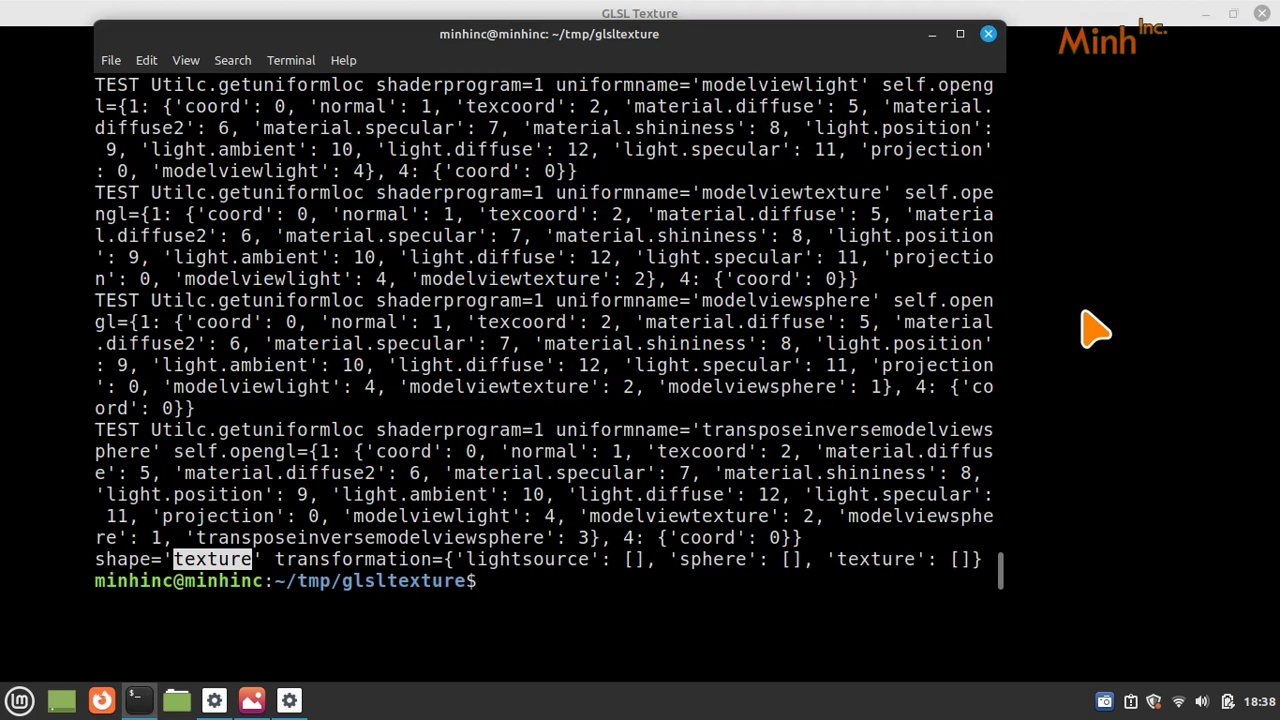 GLSL Texture
Minh Inc.
minhinc@minhinc: ~/tmp/glsltexture
File Edit View Search Terminal Help
TEST Utilc.getuniformloc shaderprogram=1 uniformname='modelviewlight' self.openg
l={1: {'coord': 0, 'normal': 1, 'texcoord': 2, 'material.diffuse': 5, 'material.
diffuse2': 6, 'material.specular': 7, 'material.shininess': 8, 'light.position':
 9, 'light.ambient': 10, 'light.diffuse': 12, 'light.specular': 11, 'projection'
: 0, 'modelviewlight': 4}, 4: {'coord': 0}}
TEST Utilc.getuniformloc shaderprogram=1 uniformname='modelviewtexture' self.ope
ngl={1: {'coord': 0, 'normal': 1, 'texcoord': 2, 'material.diffuse': 5, 'materia
l.diffuse2': 6, 'material.specular': 7, 'material.shininess': 8, 'light.position
': 9, 'light.ambient': 10, 'light.diffuse': 12, 'light.specular': 11, 'projectio
n': 0, 'modelviewlight': 4, 'modelviewtexture': 2}, 4: {'coord': 0}}
TEST Utilc.getuniformloc shaderprogram=1 uniformname='modelviewsphere' self.open
gl={1: {'coord': 0, 'normal': 1, 'texcoord': 2, 'material.diffuse': 5, 'material
.diffuse2': 6, 'material.specular': 7, 'material.shininess': 8, 'light.position'
: 9, 'light.ambient': 10, 'light.diffuse': 12, 'light.specular': 11, 'projection
': 0, 'modelviewlight': 4, 'modelviewtexture': 2, 'modelviewsphere': 1}, 4: {'co
ord': 0}}
TEST Utilc.getuniformloc shaderprogram=1 uniformname='transposeinversemodelviews
phere' self.opengl={1: {'coord': 0, 'normal': 1, 'texcoord': 2, 'material.diffus
e': 5, 'material.diffuse2': 6, 'material.specular': 7, 'material.shininess': 8,
'light.position': 9, 'light.ambient': 10, 'light.diffuse': 12, 'light.specular':
 11, 'projection': 0, 'modelviewlight': 4, 'modelviewtexture': 2, 'modelviewsphe
re': 1, 'transposeinversemodelviewsphere': 3}, 4: {'coord': 0}}
shape='texture' transformation={'lightsource': [], 'sphere': [], 'texture': []}
minhinc@minhinc:~/tmp/glsltexture$
18:38